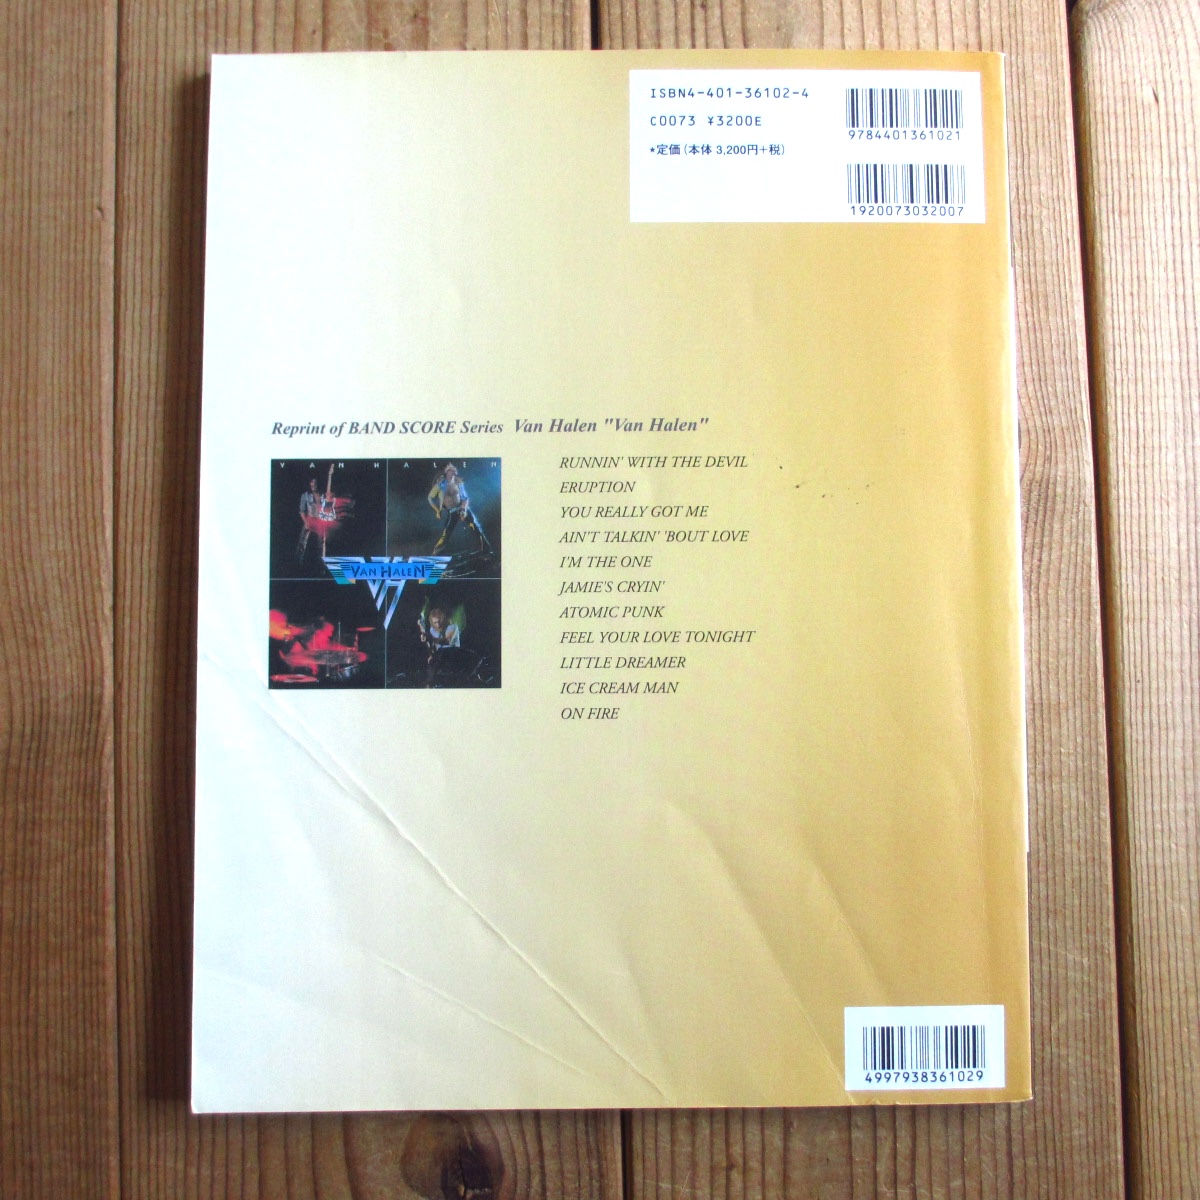 ISBN4-401-36102-4
C0073 ¥3200E
★定価(本体 3,200円+税)
9784401361021
1920073032007
Reprint of BAND SCORE Series Van Halen "Van Halen"
VAN HALEN
VAN HALEN
RUNNIN' WITH THE DEVIL
ERUPTION
YOU REALLY GOT ME
AIN'T TALKIN' 'BOUT LOVE
I'M THE ONE
JAMIE'S CRYIN'
ATOMIC PUNK
FEEL YOUR LOVE TONIGHT
LITTLE DREAMER
ICE CREAM MAN
ON FIRE
4997938361029